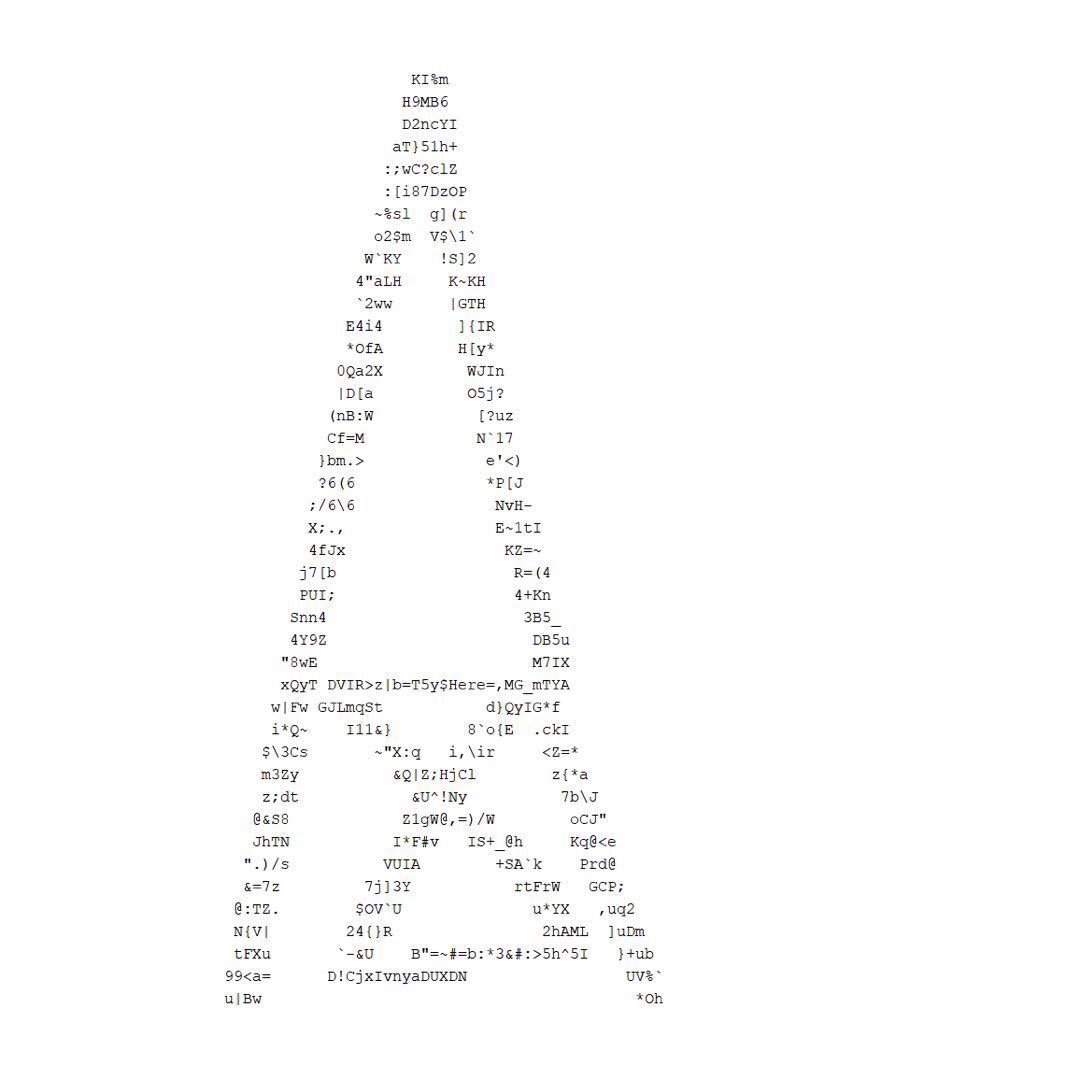 KI%m
H9MB6
D2ncYI
aT}51h+
:;wC?clZ
:[i87DzOP
~%sl  g](r
o2$m  V$\1`
W`KY    !S]2
4"aLH     K~KH
`2ww      |GTH
E4i4        ]{IR
*OfA        H[y*
0Qa2X         WJIn
|D[a          O5j?
(nB:W           [?uz
Cf=M            N`17
}bm.>             e'<)
?6(6              *P[J
;/6\6               NvH-
X;.,                E~1tI
4fJx                 KZ=~
j7[b                   R=(4
PUI;                   4+Kn
Snn4                     3B5_
4Y9Z                      DB5u
"8wE                       M7IX
xQyT DVIR>z|b=T5y$Here=,MG_mTYA
w|Fw GJLmqSt           d}QyIG*f
i*Q~    I11&}        8`o{E  .ckI
$\3Cs       ~"X:q   i,\ir     <Z=*
m3Zy          &Q|Z;HjCl        z{*a
z;dt            &U^!Ny          7b\J
@&S8            Z1gW@,=)/W        oCJ"
JhTN           I*F#v   IS+_@h     Kq@<e
".)/s          VUIA        +SA`k    Prd@
&=7z         7j]3Y           rtFrW   GCP;
@:TZ.        $OV`U              u*YX   ,uq2
N{V|        24{}R                2hAML  ]uDm
tFXu       `-&U    B"=~#=b:*3&#:>5h^5I   }+ub
99<a=      D!CjxIvnyaDUXDN                 UV%`
u|Bw                                        *Oh